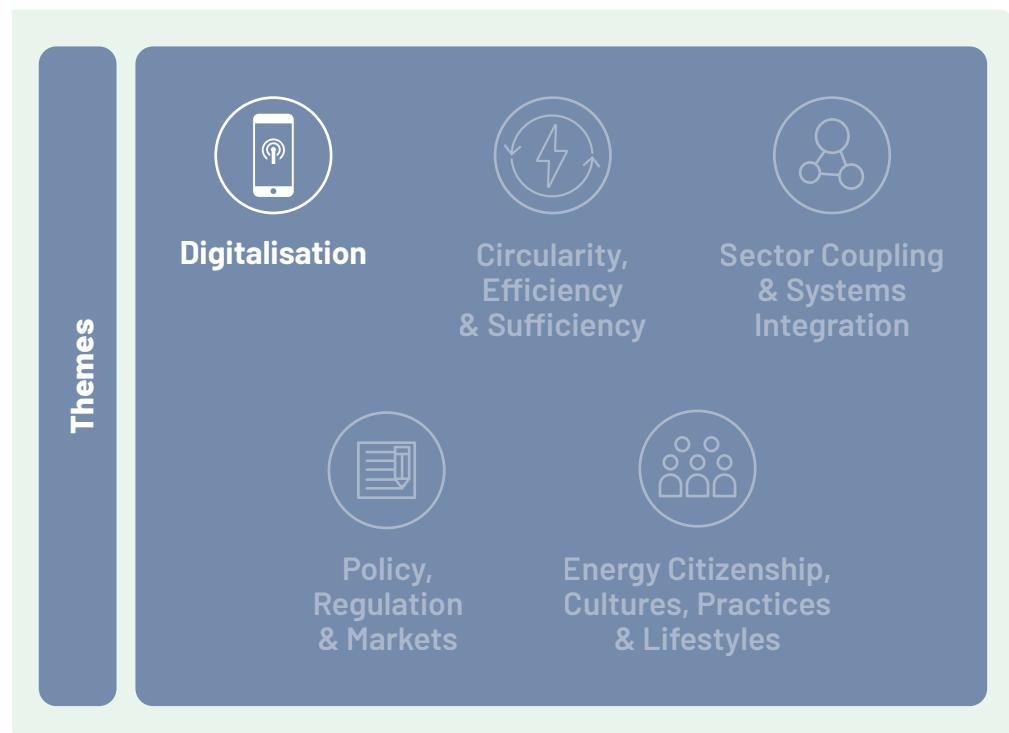 Themes
Digitalisation
Circularity,
Efficiency
& Sufficiency
Sector Coupling
& Systems
Integration
Policy,
Regulation
& Markets
Energy Citizenship,
Cultures, Practices
& Lifestyles